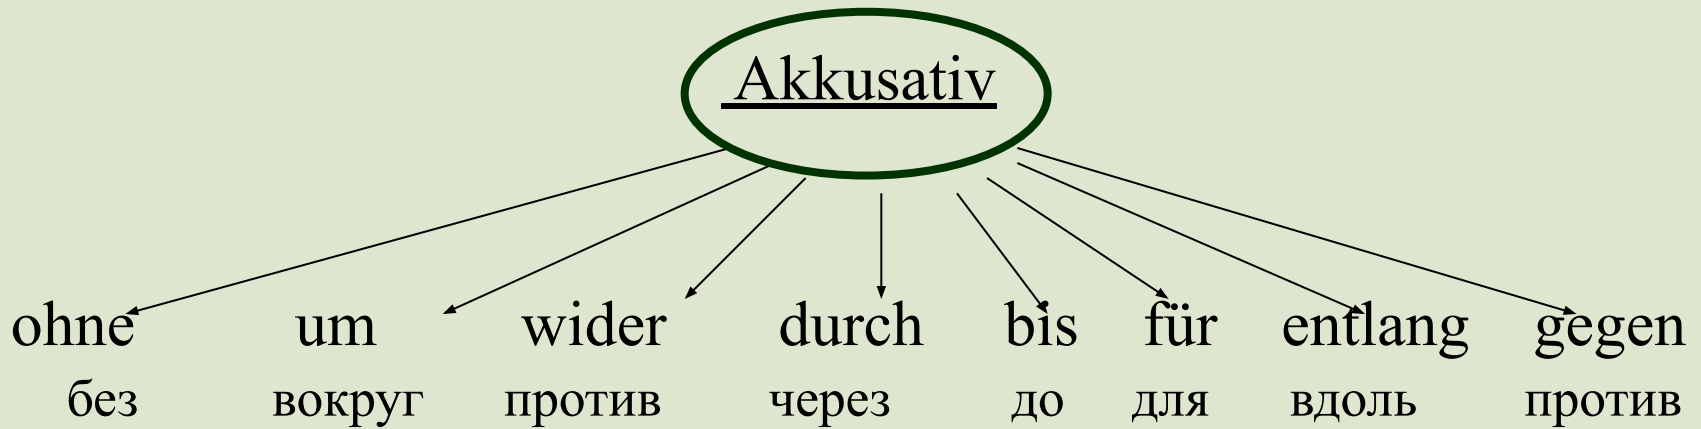 Akkusativ
ohne um wider durch bis für entlang gegen
без вокруг против через до для вдоль против